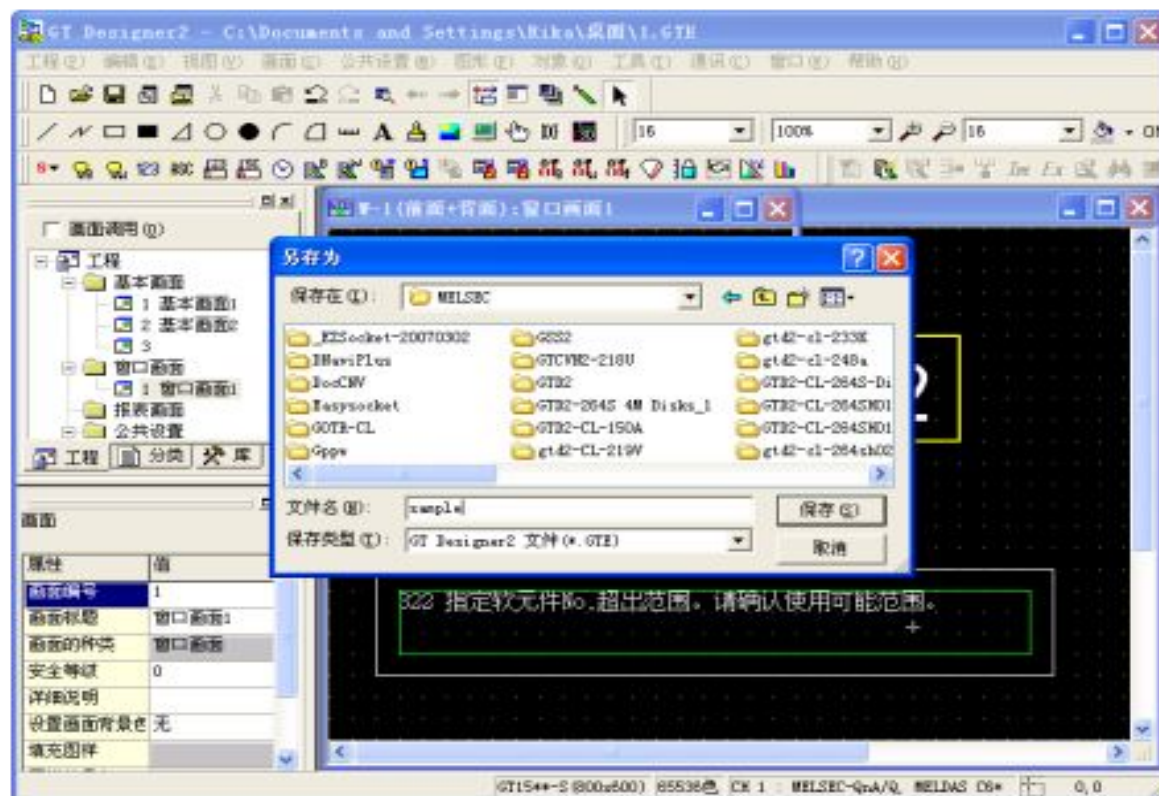 GT Designer2 - C:\Documents and Settings\Hiko\桌面\1.GTE
工程(P) 编辑(E) 视图(V) 画面(S) 公共设置(M) 图形(F) 对象(O) 工具(T) 通讯(C) 窗口(W) 帮助(H)
16 100% 16
画面调用(Q)
工程
基本画面
1 基本画面1
2 基本画面2
3
窗口画面
1 窗口画面1
报表画面
公共设置
工程 分类 库
W-1(前面+背面):窗口画面1
另存为
保存在(I): MELSEC
_EZSocket-20070302
DNaviPlus
DocCNV
Easysocket
GOTR-CL
Gppw
GSS2
GTCVN2-218U
GTD2
GTD2-264S 4M Disks_1
GTD2-CL-150A
gtd2-CL-219V
gtd2-cl-233K
gtd2-cl-248a
GTD2-CL-264S-Di
GTD2-CL-264SH01
GTD2-CL-264SH01
gtd2-cl-264sh02
文件名(N): sample 保存(S)
保存类型(T): GT Designer2 文件(*.GTE) 取消
画面
属性 值
画面编号 1
画面标题 窗口画面1
画面的种类 窗口画面
安全等级 0
详细说明
设置画面背景色 无
填充图样
322 指定软元件No.超出范围。请确认使用可能范围。
GT15**-S(800x600) 65536色 CH 1 : MELSEC-QnA/Q, MELDAS C6* 0,0